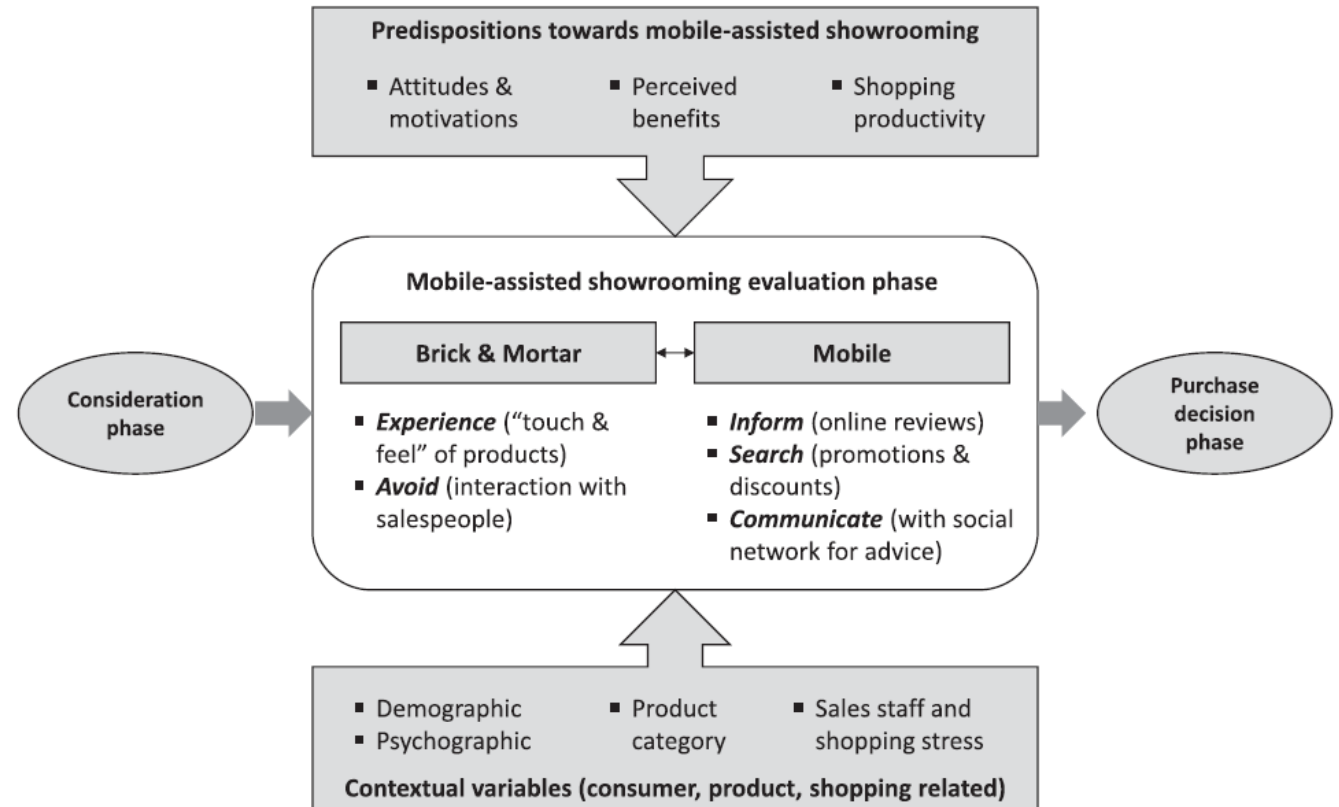 Predispositions towards mobile-assisted showrooming
▪ Attitudes &
motivations
▪ Perceived
benefits
▪ Shopping
productivity
Mobile-assisted showrooming evaluation phase
Consideration
phase
Brick & Mortar
▪ Experience (“touch &
feel” of products)
▪ Avoid (interaction with
salespeople)
Mobile
▪ Inform (online reviews)
▪ Search (promotions &
discounts)
▪ Communicate (with social
network for advice)
Purchase
decision
phase
▪ Demographic
▪ Psychographic
▪ Product
category
▪ Sales staff and
shopping stress
Contextual variables (consumer, product, shopping related)